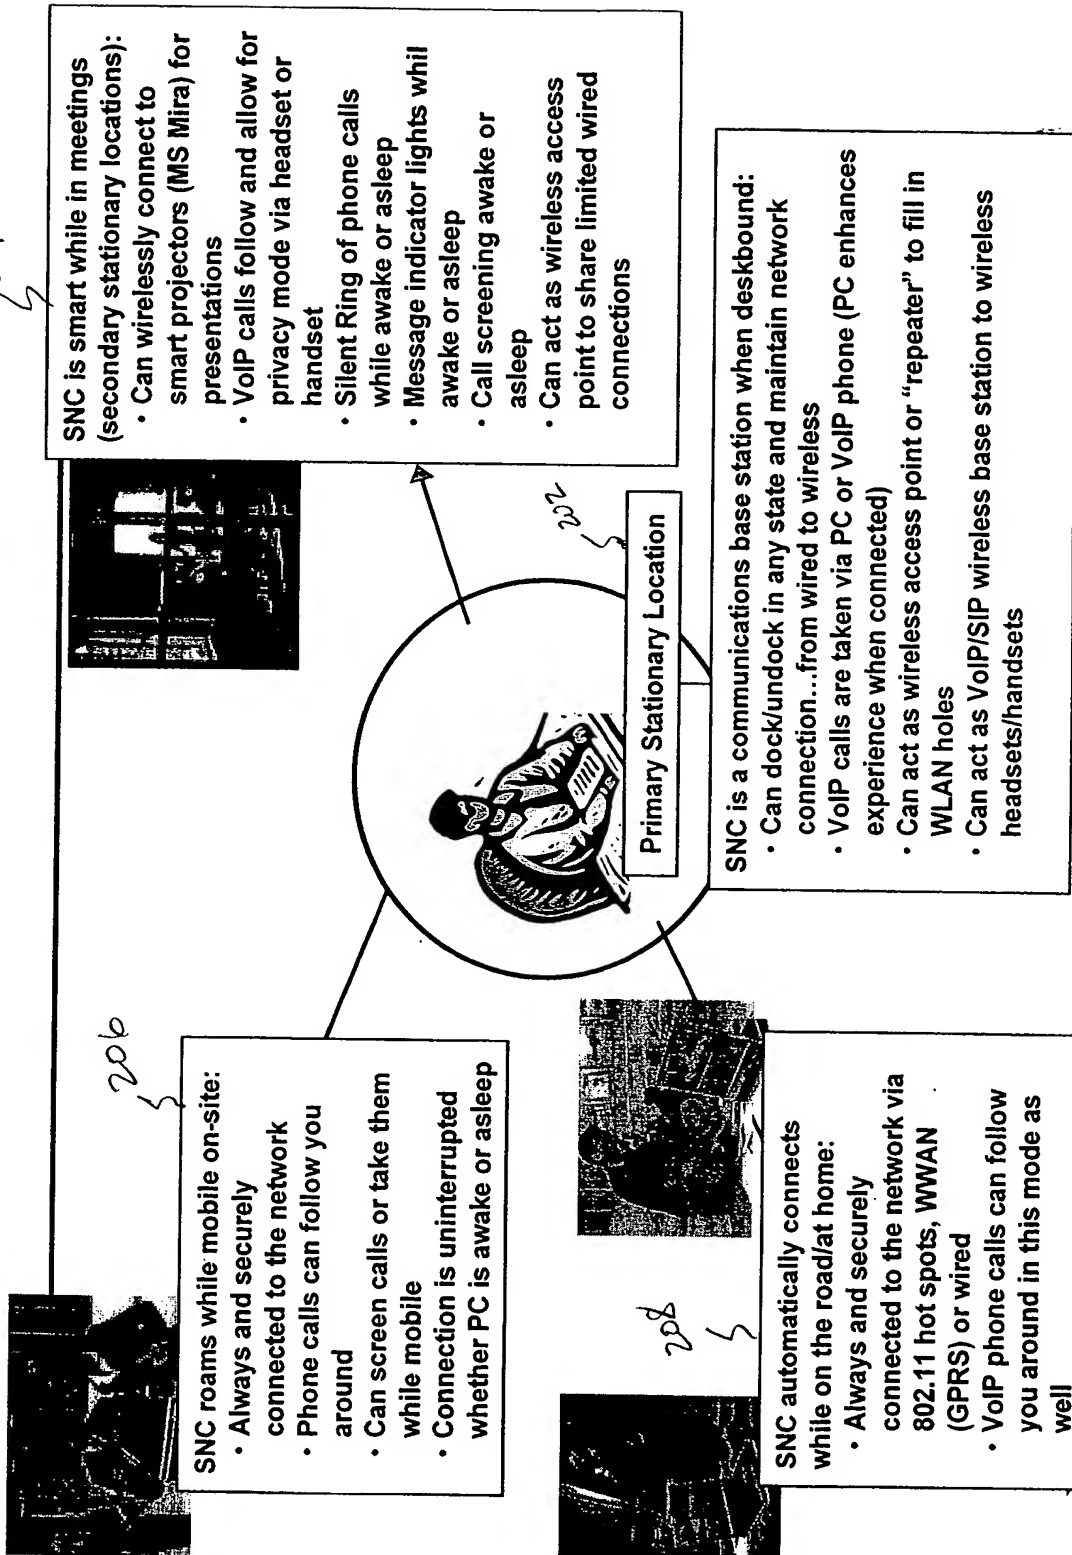 206
SNC roams while mobile on-site:
• Always and securely
connected to the network
• Phone calls can follow you
around
• Can screen calls or take them
while mobile
• Connection is uninterrupted
whether PC is awake or asleep
SNC is smart while in meetings
(secondary stationary locations):
• Can wirelessly connect to
smart projectors (MS Mira) for
presentations
• VoIP calls follow and allow for
privacy mode via headset or
handset
• Silent Ring of phone calls
while awake or asleep
• Message indicator lights whil
awake or asleep
• Call screening awake or
asleep
• Can act as wireless access
point to share limited wired
connections
202
Primary Stationary Location
208
SNC automatically connects
while on the road/at home:
• Always and securely
connected to the network via
802.11 hot spots, WWAN
(GPRS) or wired
• VoIP phone calls can follow
you around in this mode as
well
SNC is a communications base station when deskbound:
• Can dock/undock in any state and maintain network
connection...from wired to wireless
• VoIP calls are taken via PC or VoIP phone (PC enhances
experience when connected)
• Can act as wireless access point or “repeater” to fill in
WLAN holes
• Can act as VoIP/SIP wireless base station to wireless
headsets/handsets